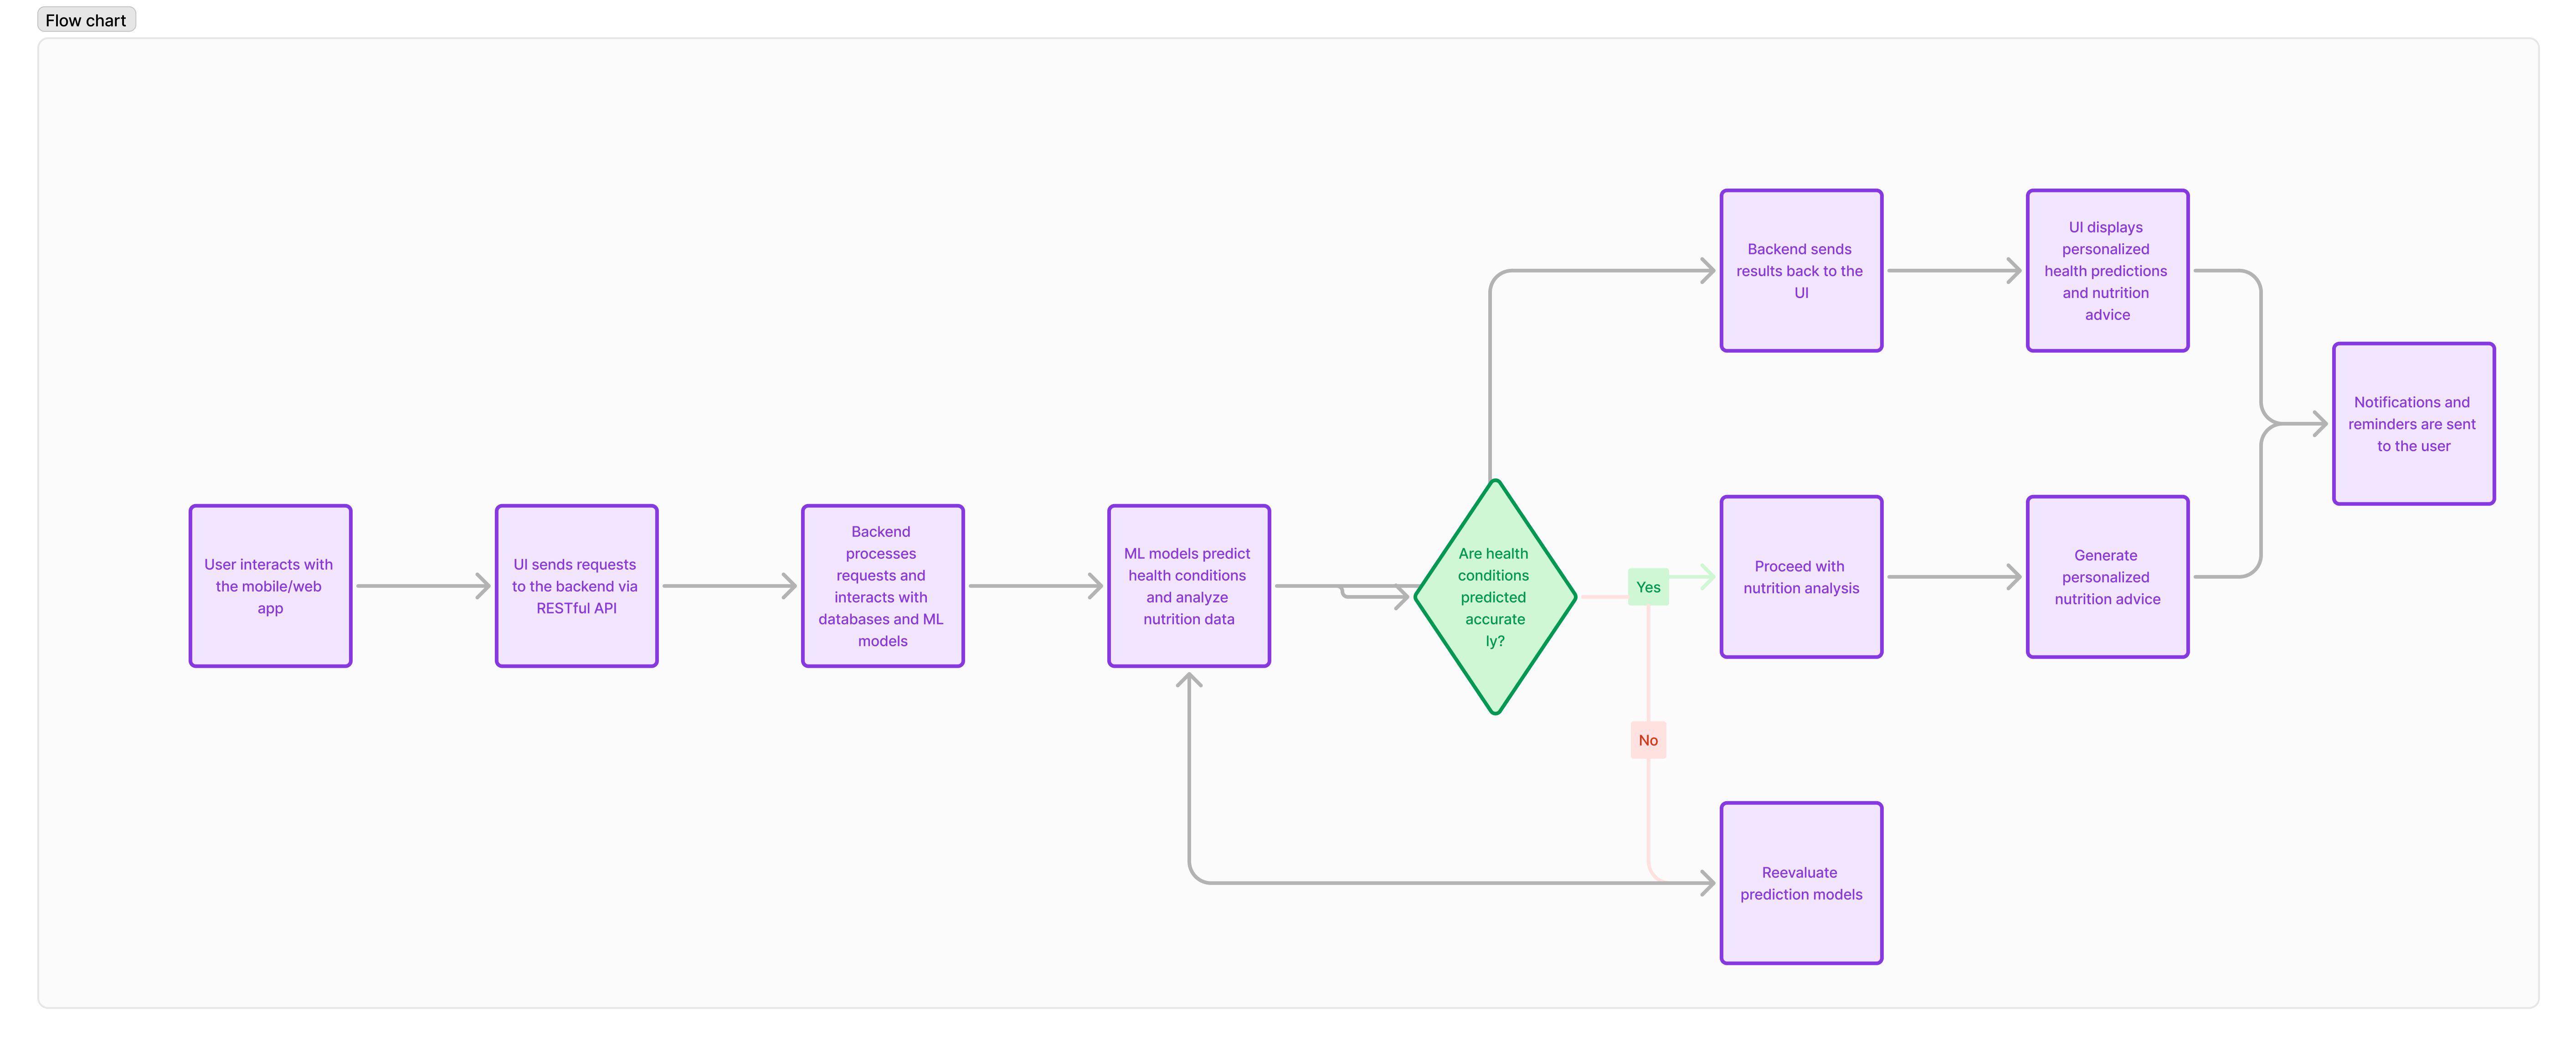 Flow chart
User interacts with
the mobile/web
app
UI sends requests
to the backend via
RESTful API
Backend
processes
requests and
interacts with
databases and ML
models
ML models predict
health conditions
and analyze
nutrition data
Are health
conditions
predicted
accurate
ly?
Yes
No
Backend sends
results back to the
UI
UI displays
personalized
health predictions
and nutrition
advice
Proceed with
nutrition analysis
Generate
personalized
nutrition advice
Notifications and
reminders are sent
to the user
Reevaluate
prediction models